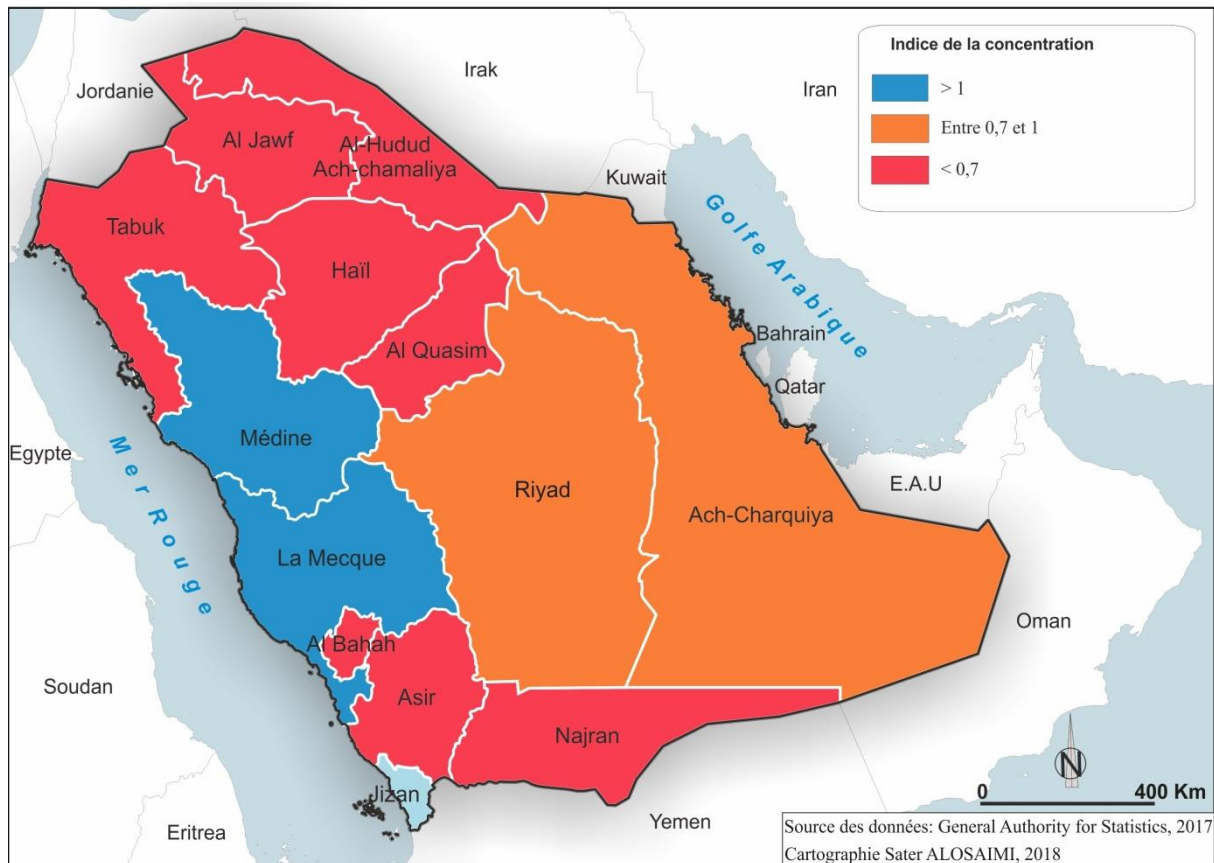 Indice de la concentration
> 1
Entre 0,7 et 1
< 0,7
Jordanie
Irak
Iran
Al Jawf
Al-Hudud
Ach-chamaliya
Kuwait
Tabuk
Haïl
Golfe Arabique
Al Quasim
Bahrain
Qatar
Médine
Egypte
Mer Rouge
Riyad
E.A.U
Ach-Charquiya
La Mecque
Oman
Al Bahah
Soudan
Asir
Najran
Jizan
N
0 400 Km
Eritrea
Yemen
Source des données: General Authority for Statistics, 2017
Cartographie Sater ALOSAIMI, 2018